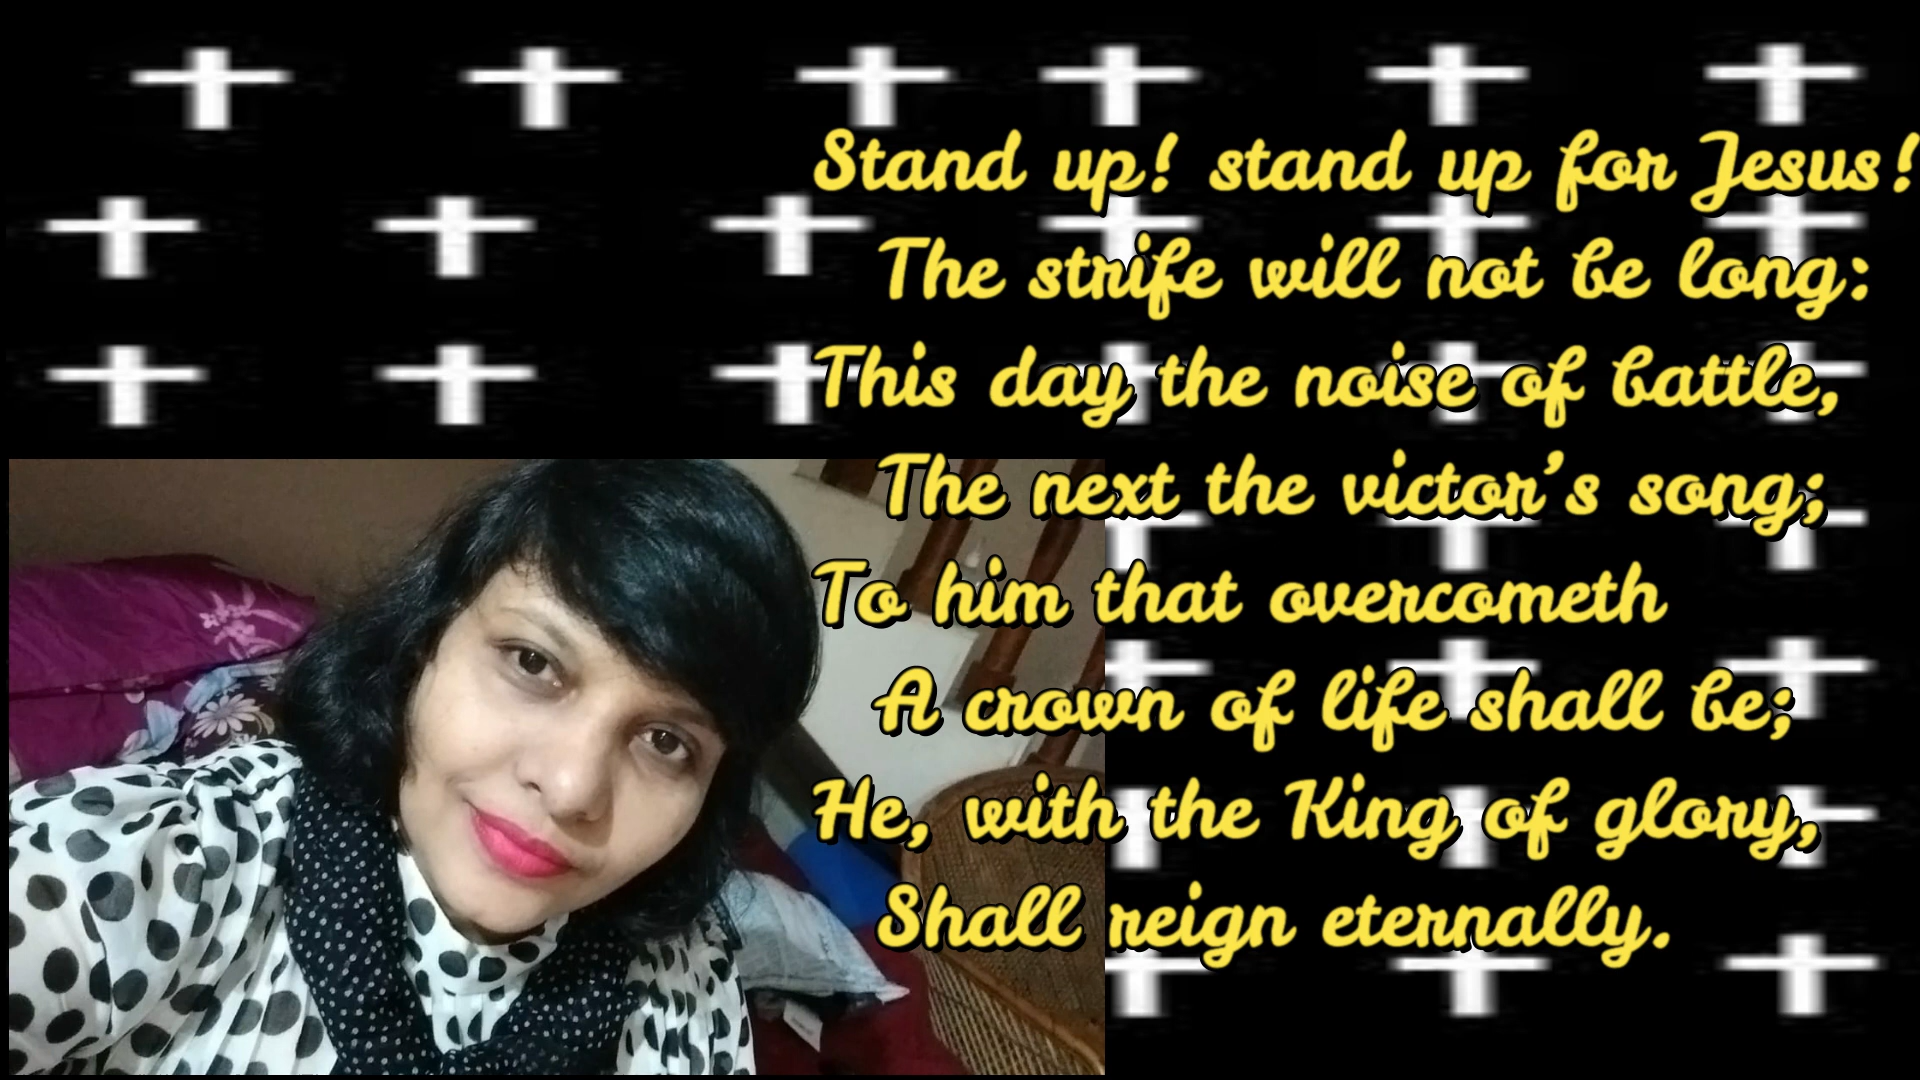 Stand up! stand up for Jesus!
The strife will not be long:
This day the noise of battle,
The next the victor’s song;
To him that overcometh
A crown of life shall be;
He, with the King of glory,
Shall reign eternally.